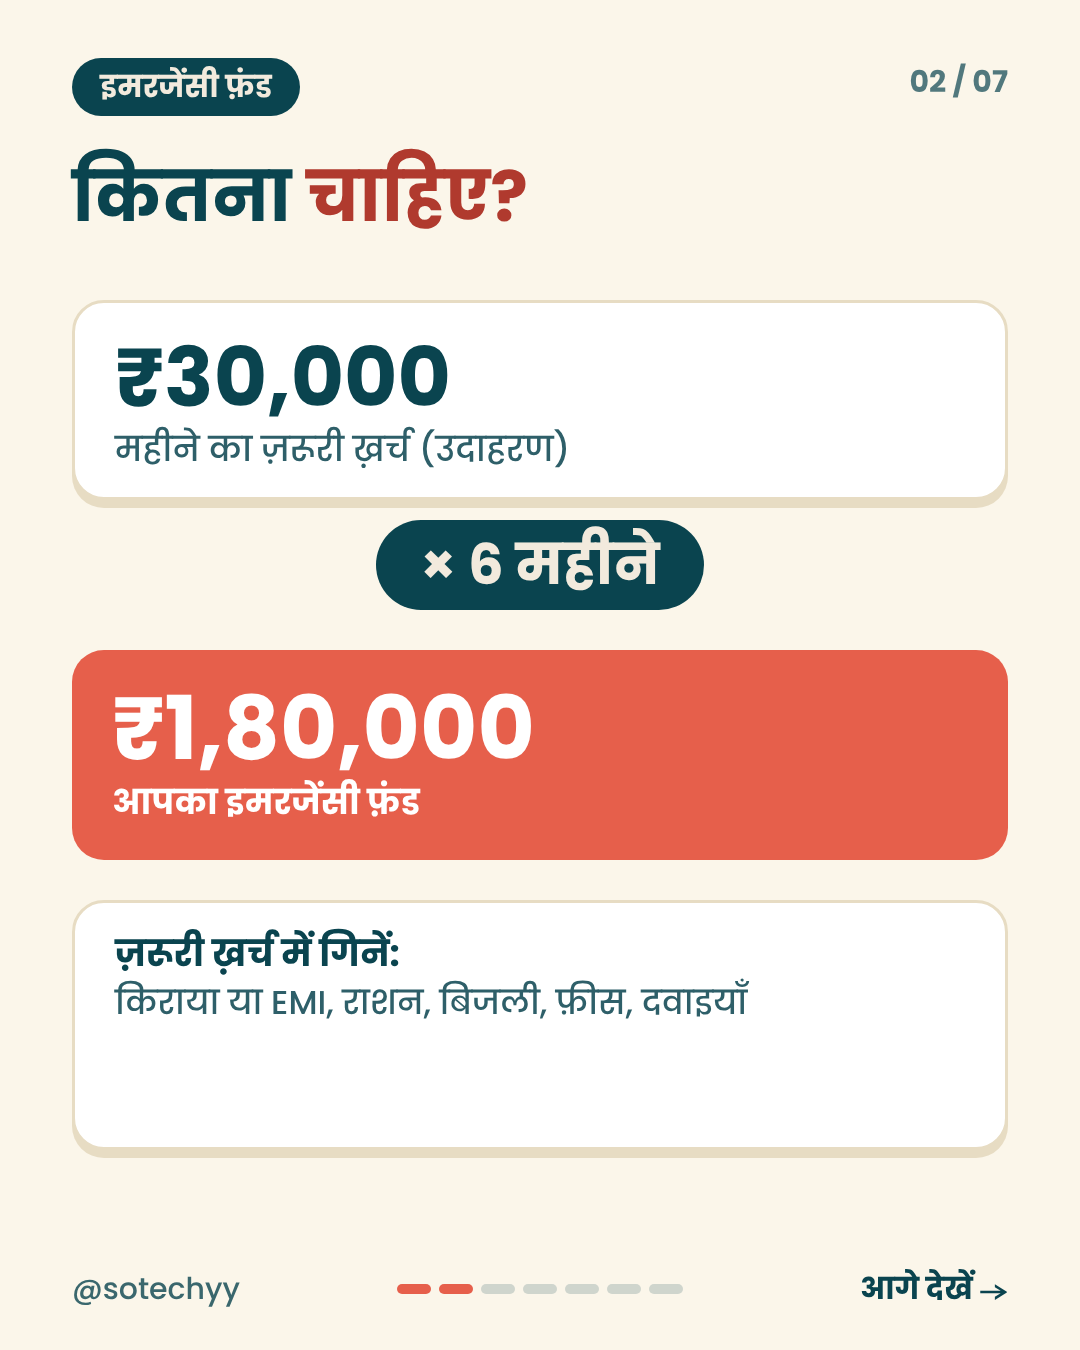 इमरजेंसी फ़ंड
02 / 07
कितना चाहिए?
₹30,000
महीने का ज़रूरी ख़र्च (उदाहरण)
× 6 महीने
₹1,80,000
आपका इमरजेंसी फ़ंड
ज़रूरी ख़र्च में गिनें:
किराया या EMI, राशन, बिजली, फ़ीस, दवाइयाँ
@sotechyy
आगे देखें →